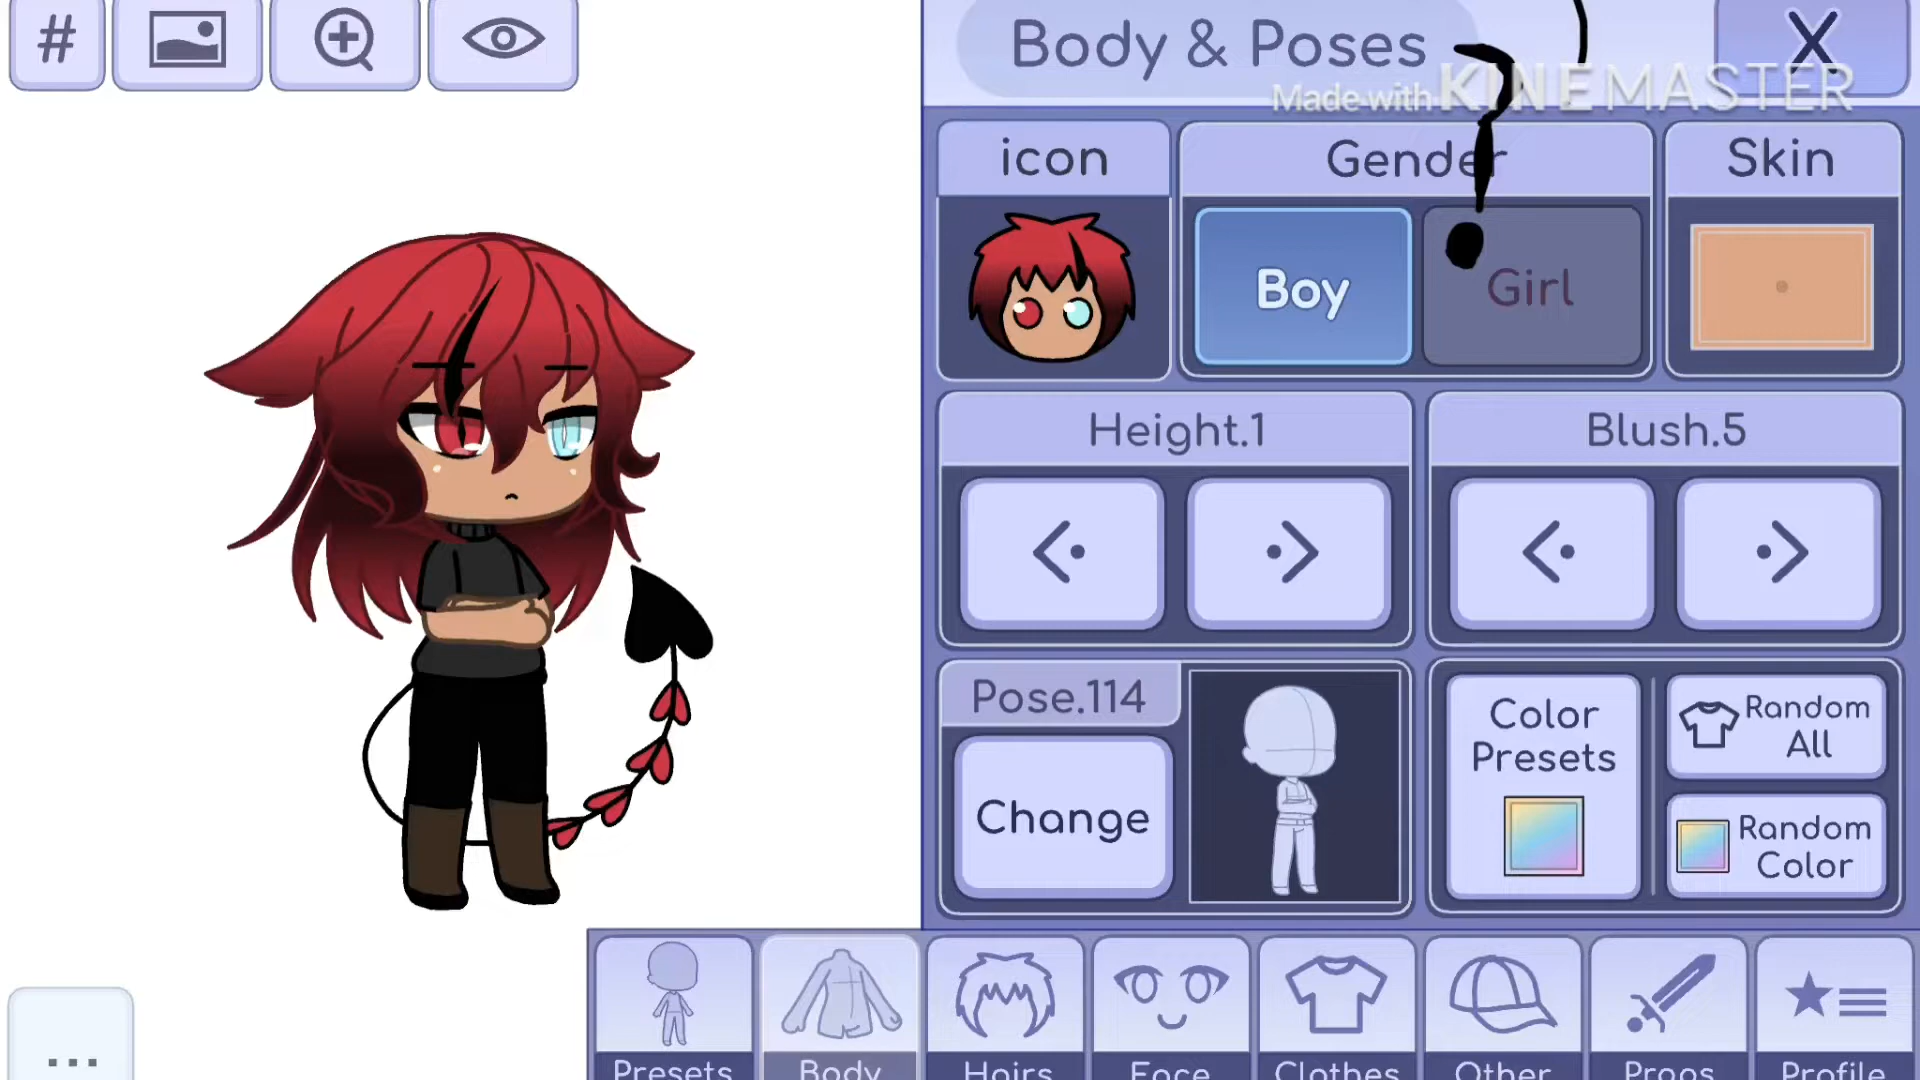 #
Body & Poses
X
Made with KINEMASTER
icon
Gender
Skin
Boy
Girl
Height.1
Blush.5
Pose.114
Change
Color
Presets
Random
All
Random
Color
...
Presets
Body
Hairs
Face
Clothes
Other
Props
Profile